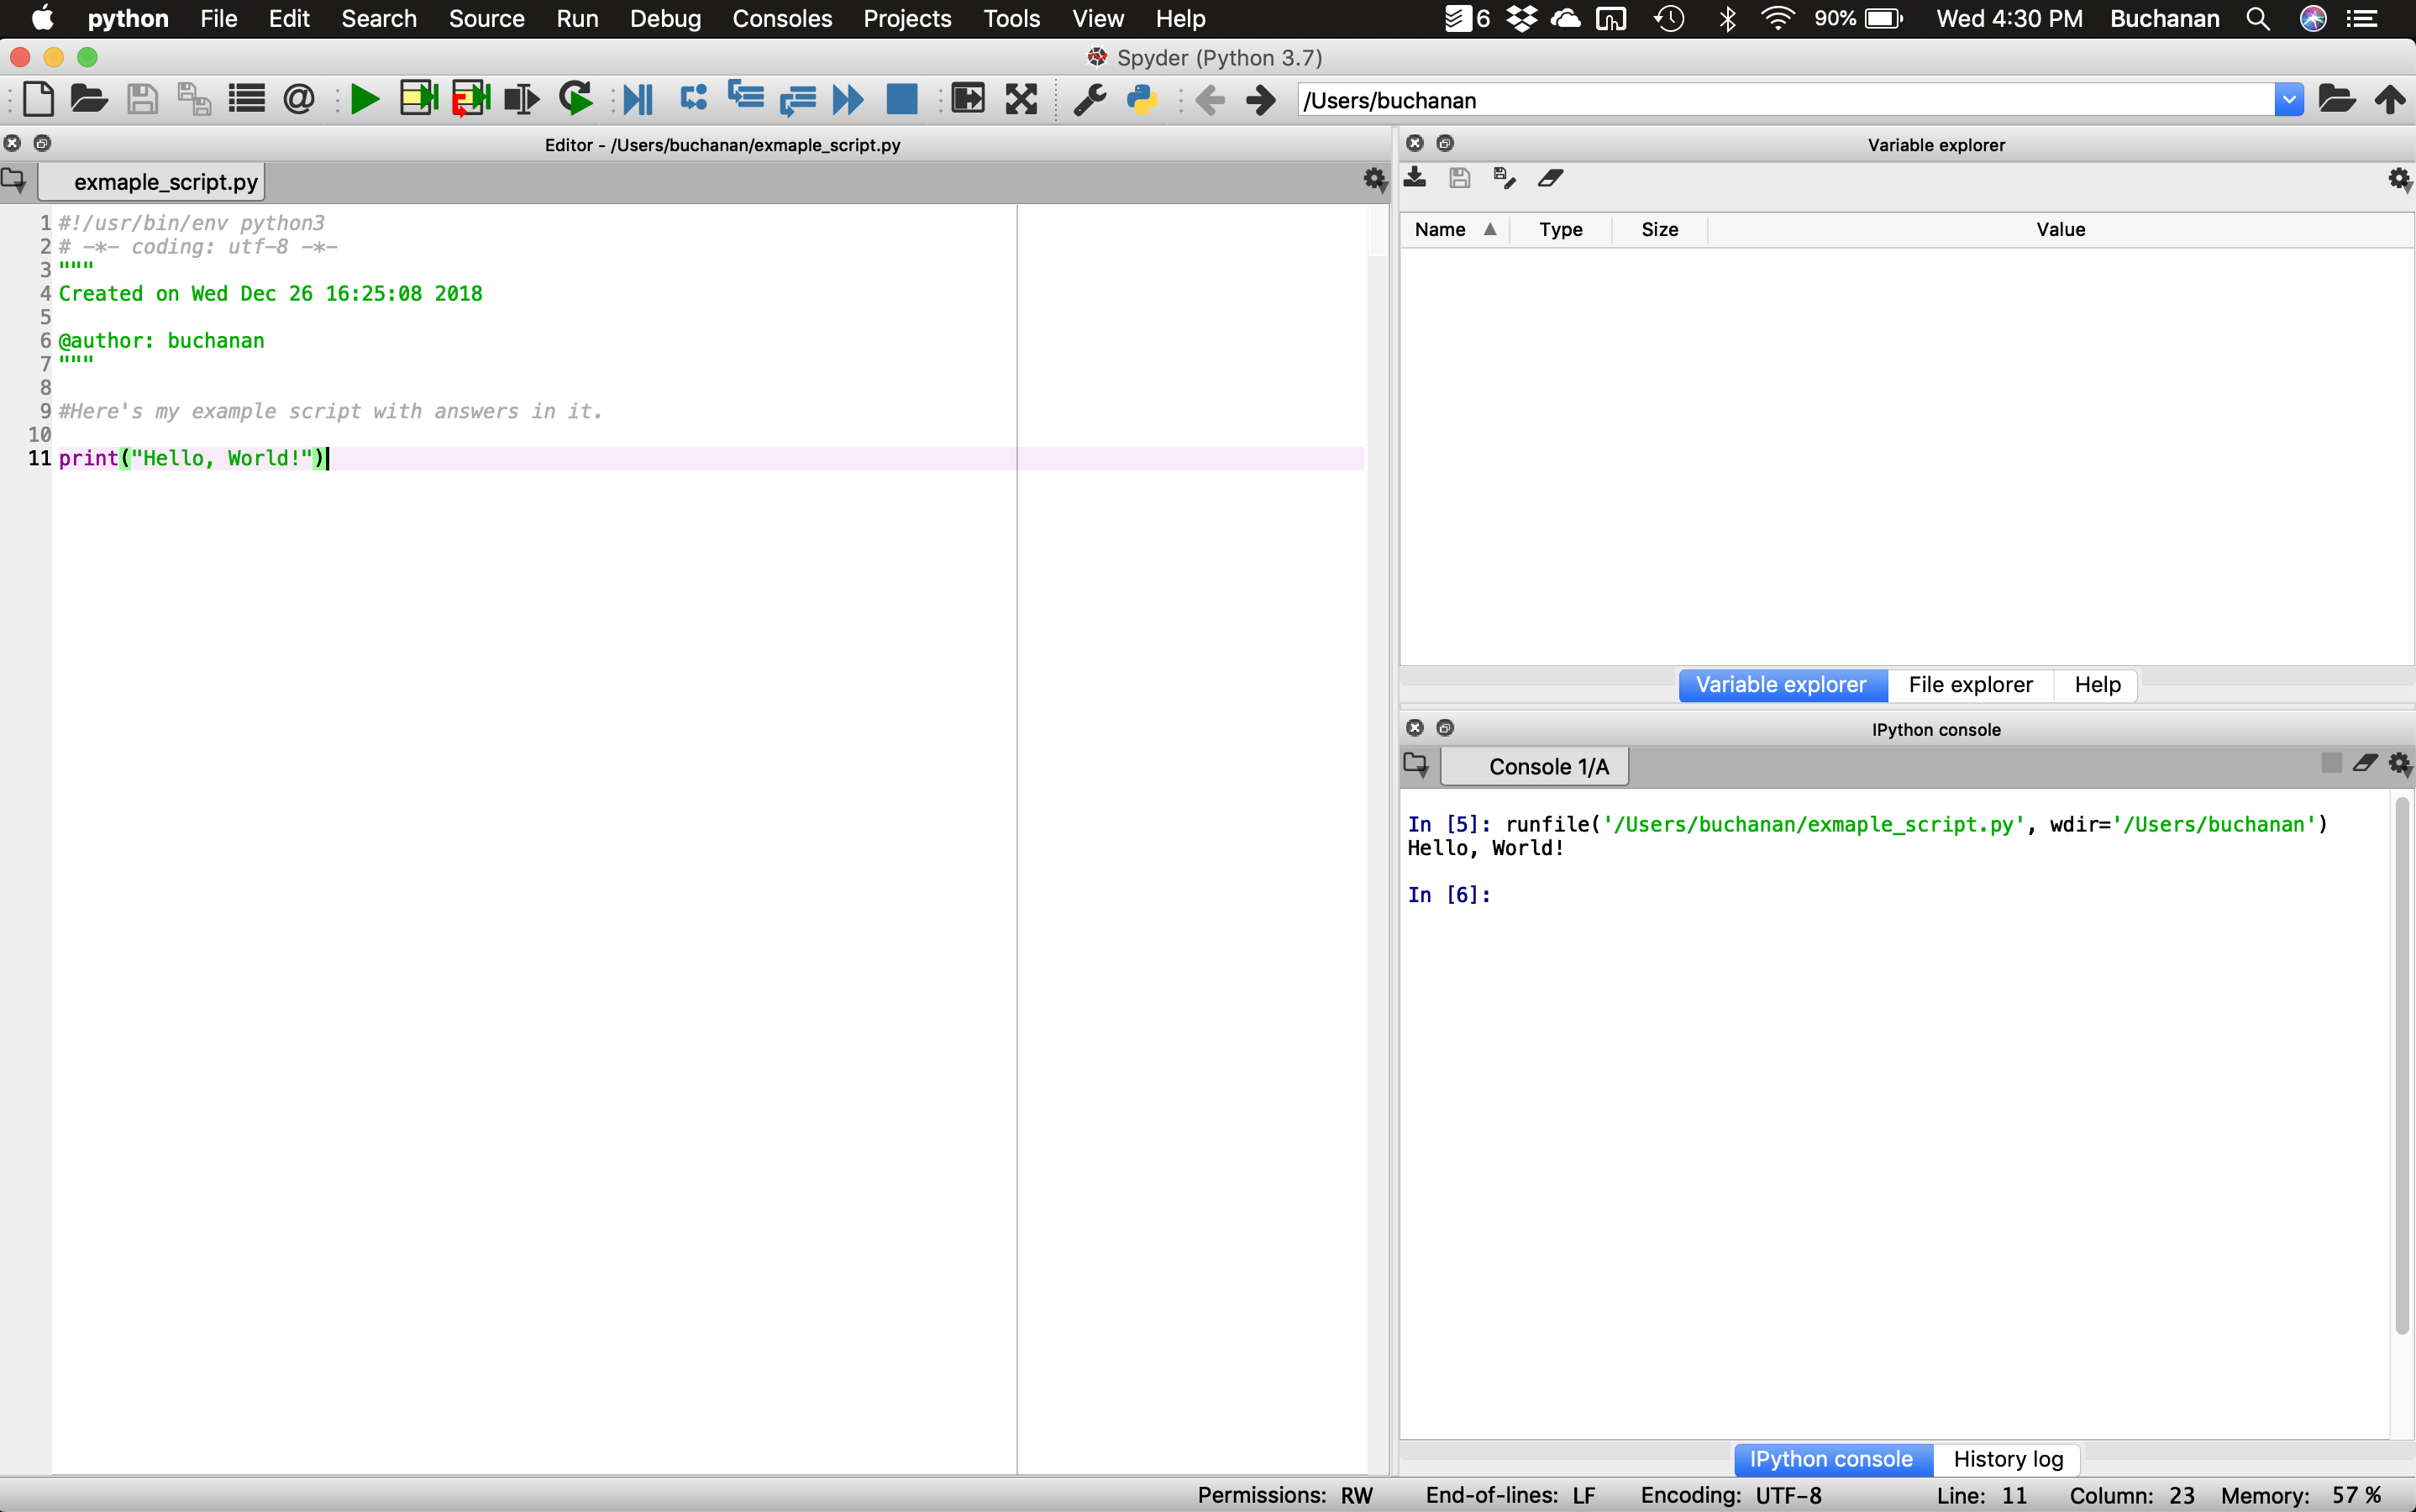 python File Edit Search Source Run Debug Consoles Projects Tools View Help 6 90% Wed 4:30 PM Buchanan
Spyder (Python 3.7)
@ /Users/buchanan
Editor - /Users/buchanan/exmaple_script.py
exmaple_script.py
1 #!/usr/bin/env python3
2 # -*- coding: utf-8 -*-
3 """
4 Created on Wed Dec 26 16:25:08 2018
5
6 @author: buchanan
7 """
8
9 #Here's my example script with answers in it.
10
11 print("Hello, World!")
Variable explorer
Name Type Size Value
Variable explorer File explorer Help
IPython console
Console 1/A
In [5]: runfile('/Users/buchanan/exmaple_script.py', wdir='/Users/buchanan')
Hello, World!
In [6]:
IPython console History log
Permissions: RW End-of-lines: LF Encoding: UTF-8 Line: 11 Column: 23 Memory: 57 %